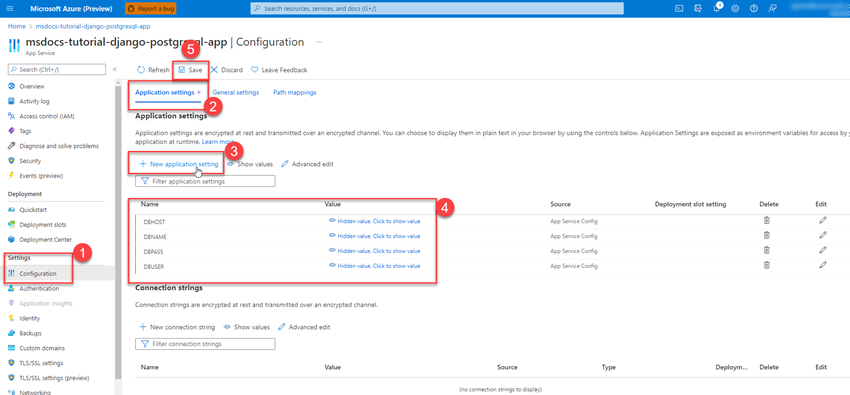 Microsoft Azure (Preview)
Report a bug
Search resources, services, and docs (G+/)
Home > msdocs-tutorial-django-postgresql-app
msdocs-tutorial-django-postgresql-app | Configuration ...
App Service
Search (Ctrl+/)
Overview
Activity log
Access control (IAM)
Tags
Diagnose and solve problems
Security
Events (preview)
Deployment
Quickstart
Deployment slots
Deployment Center
Settings
1
Configuration
Authentication
Application Insights
Identity
Backups
Custom domains
TLS/SSL settings
TLS/SSL settings (preview)
Networking
5
Refresh Save Discard Leave Feedback
Application settings * General settings Path mappings
2
Application settings
Application settings are encrypted at rest and transmitted over an encrypted channel. You can choose to display them in plain text in your browser by using the controls below. Application Settings are exposed as environment variables for access by y
application at runtime. Learn more
3
New application setting Show values Advanced edit
Filter application settings
4
Name Value Source Deployment slot setting Delete Edit
DBHOST Hidden value. Click to show value App Service Config
DBNAME Hidden value. Click to show value App Service Config
DBPASS Hidden value. Click to show value App Service Config
DBUSER Hidden value. Click to show value App Service Config
Connection strings
Connection strings are encrypted at rest and transmitted over an encrypted channel.
New connection string Show values Advanced edit
Filter connection strings
Name Value Source Type Deploym... Delete Edit
(no connection strings to display)